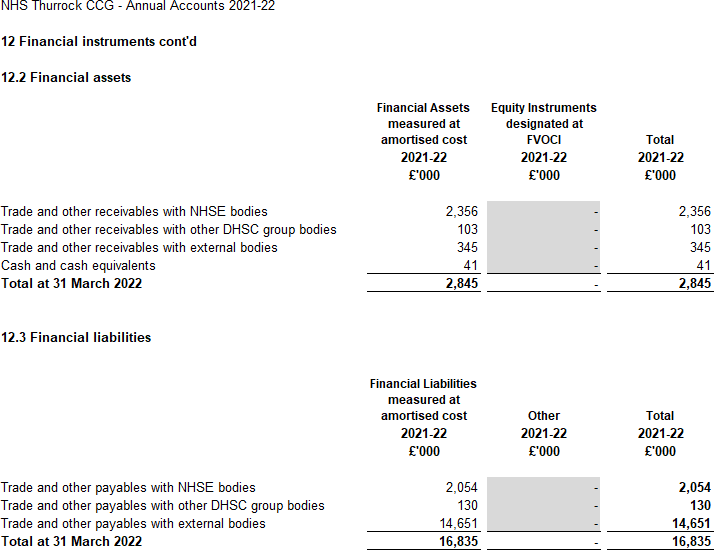 NHS Thurrock CCG - Annual Accounts 2021-22
12 Financial instruments cont'd
12.2 Financial assets
Financial Assets measured at amortised cost 2021-22 £'000
Equity Instruments designated at FVOCI 2021-22 £'000
Total 2021-22 £'000
Trade and other receivables with NHSE bodies 2,356 - 2,356
Trade and other receivables with other DHSC group bodies 103 - 103
Trade and other receivables with external bodies 345 - 345
Cash and cash equivalents 41 - 41
Total at 31 March 2022 2,845 - 2,845
12.3 Financial liabilities
Financial Liabilities measured at amortised cost 2021-22 £'000
Other 2021-22 £'000
Total 2021-22 £'000
Trade and other payables with NHSE bodies 2,054 - 2,054
Trade and other payables with other DHSC group bodies 130 - 130
Trade and other payables with external bodies 14,651 - 14,651
Total at 31 March 2022 16,835 - 16,835